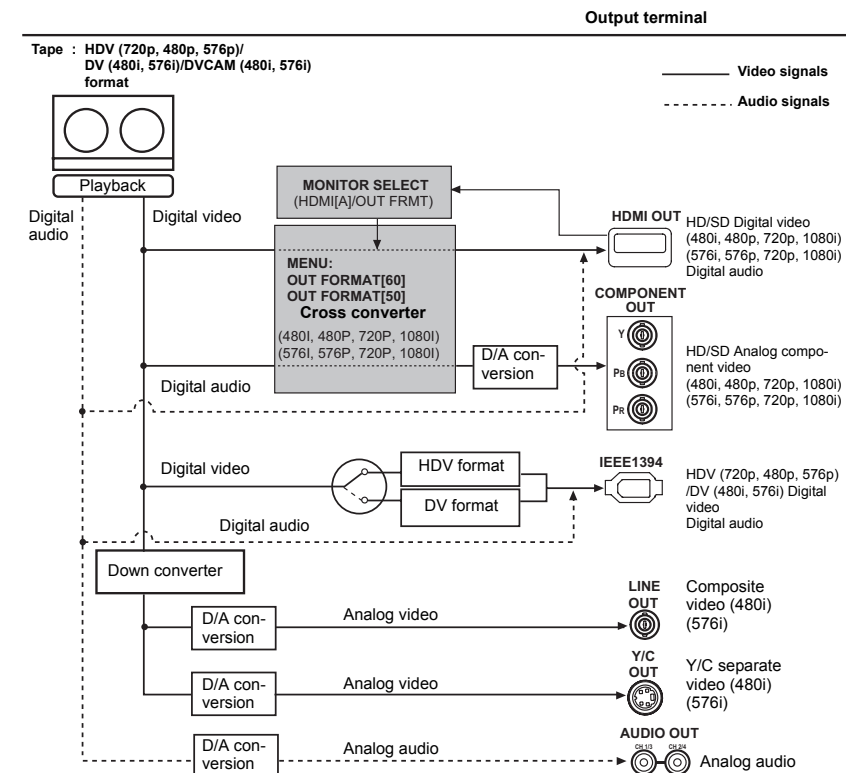 Output terminal
Tape : HDV (720p, 480p, 576p)/
DV (480i, 576i)/DVCAM (480i, 576i)
format
Video signals
Audio signals
Playback
Digital
audio
Digital video
MONITOR SELECT
(HDMI[A]/OUT FRMT)
HDMI OUT
HD/SD Digital video
(480i, 480p, 720p, 1080i)
(576i, 576p, 720p, 1080i)
Digital audio
MENU:
OUT FORMAT[60]
OUT FORMAT[50]
Cross converter
(480I, 480P, 720P, 1080I)
(576I, 576P, 720P, 1080I)
COMPONENT
OUT
Y
PB
PR
D/A con-
version
HD/SD Analog compo-
nent video
(480i, 480p, 720p, 1080i)
(576i, 576p, 720p, 1080i)
Digital audio
Digital video
HDV format
DV format
IEEE1394
HDV (720p, 480p, 576p)
/DV (480i, 576i) Digital
video
Digital audio
Digital audio
Down converter
D/A con-
version
Analog video
LINE
OUT
Composite
video (480i)
(576i)
D/A con-
version
Analog video
Y/C
OUT
Y/C separate
video (480i)
(576i)
D/A con-
version
Analog audio
AUDIO OUT
CH 1/3 CH 2/4
Analog audio